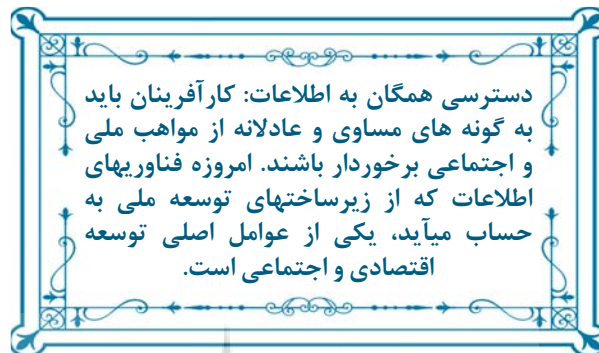 دسترسی همگان به اطلاعات: کارآفرینان باید
به گونه های مساوی و عادلانه از مواهب ملی
و اجتماعی برخوردار باشند. امروزه فناوریهای
اطلاعات که از زیرساختهای توسعه ملی به
حساب میآید، یکی از عوامل اصلی توسعه
اقتصادی و اجتماعی است.